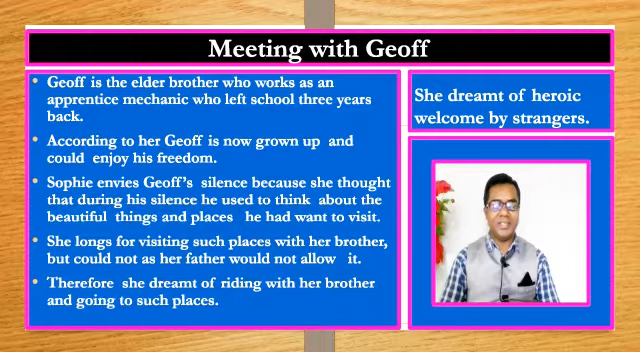 Meeting with Geoff
Geoff is the elder brother who works as an
apprentice mechanic who left school three years
back.
According to her Geoff is now grown up and
could enjoy his freedom.
Sophie envies Geoff's silence because she thought
that during his silence he used to think about the
beautiful things and places he had want to visit.
She longs for visiting such places with her brother,
but could not as her father would not allow it.
Therefore she dreamt of riding with her brother
and going to such places.
She dreamt of heroic
welcome by strangers.